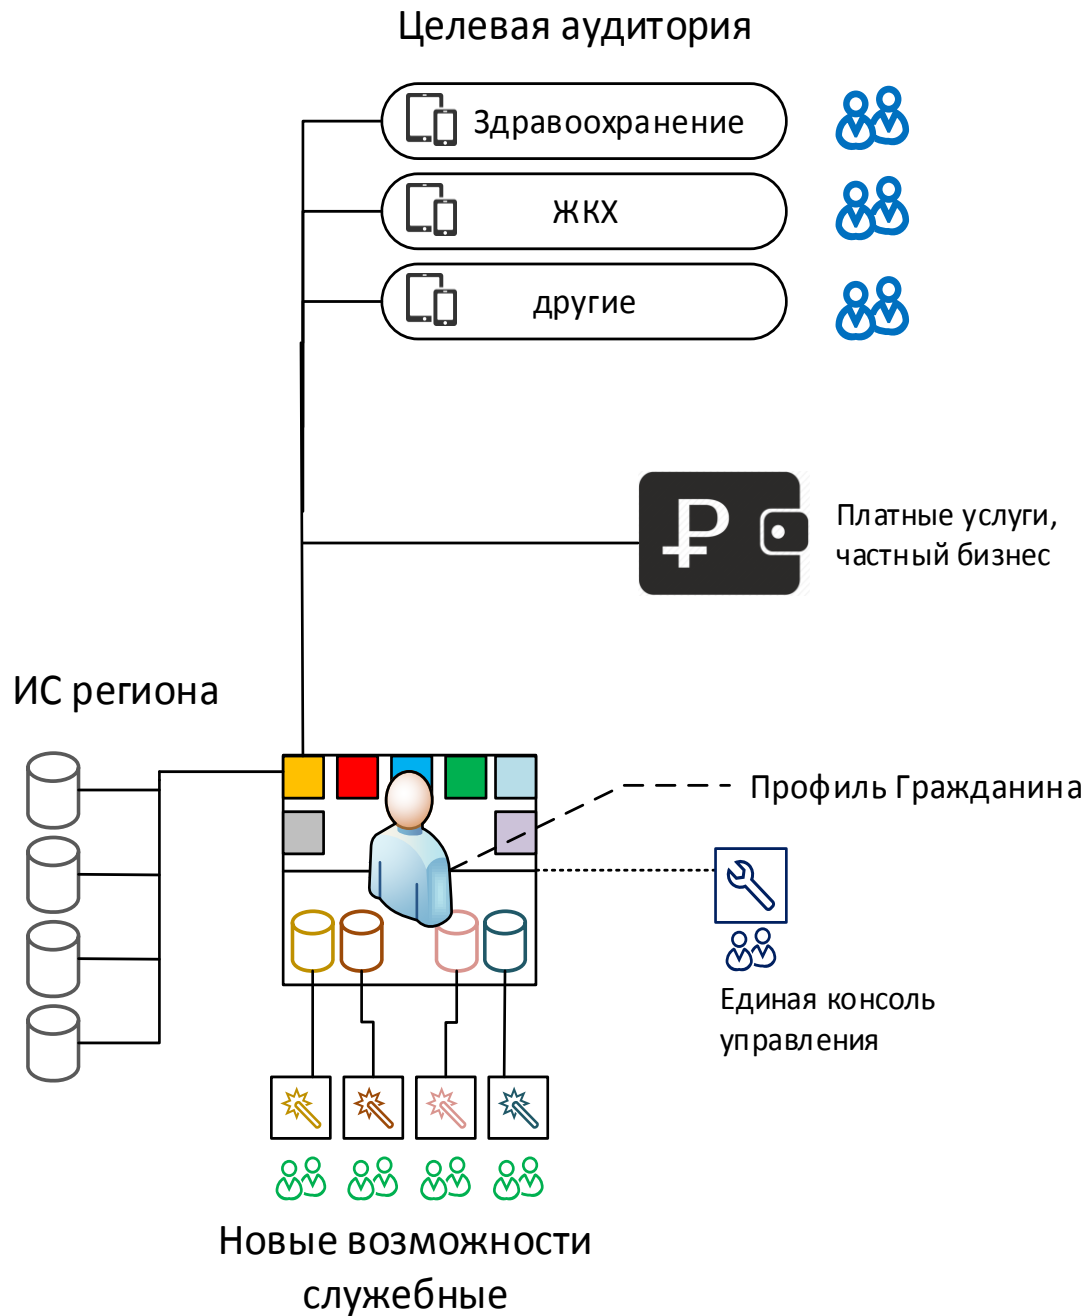 Целевая аудитория
Здравоохранение
ЖКХ
другие
₽
Платные услуги,
частный бизнес
ИС региона
Профиль Гражданина
Единая консоль
управления
Новые возможности
служебные